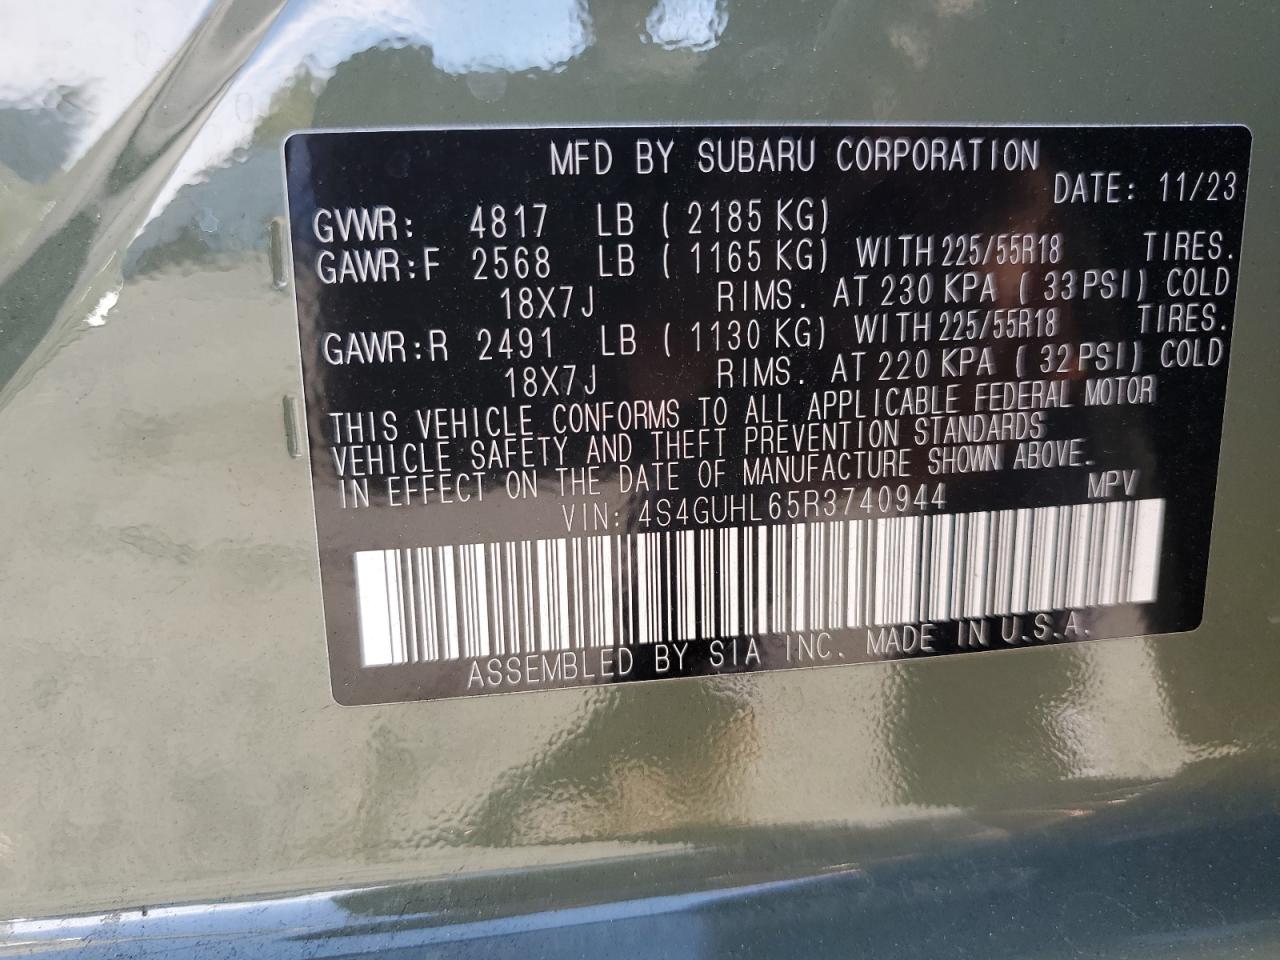 MFD BY SUBARU CORPORATION
DATE: 11/23
GVWR: 4817 LB ( 2185 KG)
GAWR:F 2568 LB ( 1165 KG) WITH 225/55R18 TIRES.
18X7J RIMS. AT 230 KPA ( 33 PSI) COLD
GAWR:R 2491 LB ( 1130 KG) WITH 225/55R18 TIRES.
18X7J RIMS. AT 220 KPA ( 32 PSI) COLD
THIS VEHICLE CONFORMS TO ALL APPLICABLE FEDERAL MOTOR
VEHICLE SAFETY AND THEFT PREVENTION STANDARDS
IN EFFECT ON THE DATE OF MANUFACTURE SHOWN ABOVE.
VIN: 4S4GUHL65R3740944 MPV
ASSEMBLED BY SIA INC. MADE IN U.S.A.